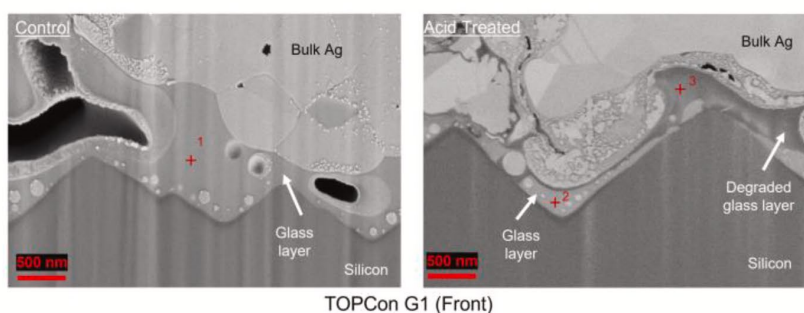 Control
Bulk Ag
1
Glass
layer
500 nm
Silicon
Acid Treated
Bulk Ag
3
2
Glass
layer
Degraded
glass layer
500 nm
Silicon
TOPCon G1 (Front)